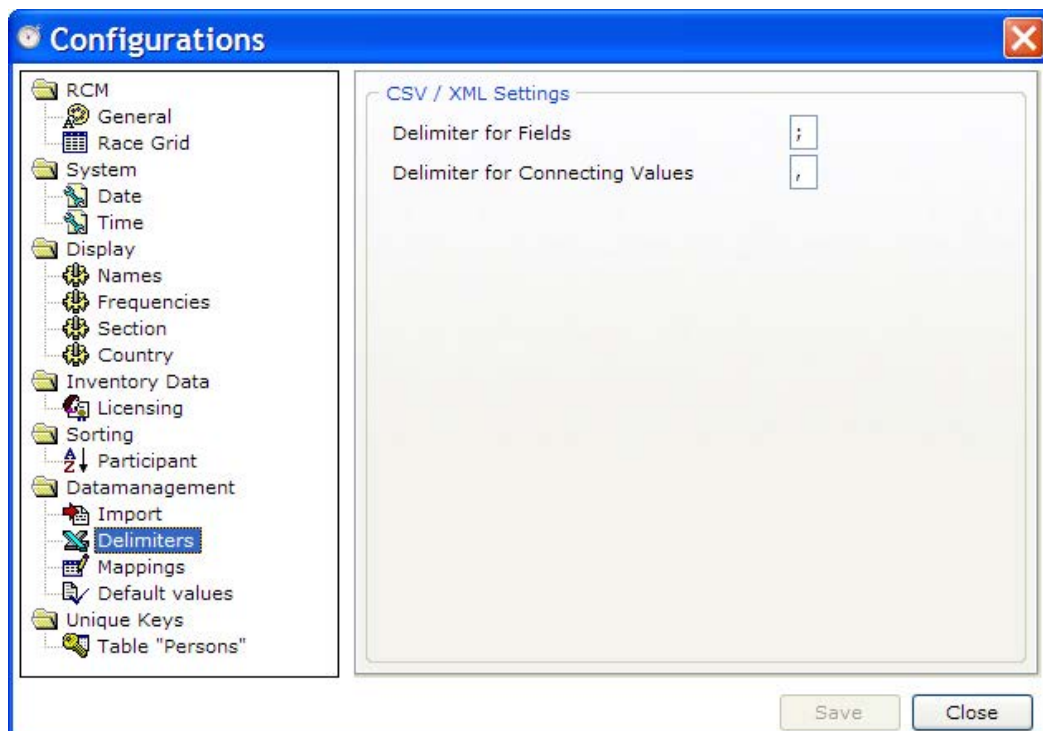 Configurations
RCM
General
Race Grid
System
Date
Time
Display
Names
Frequencies
Section
Country
Inventory Data
Licensing
Sorting
Participant
Datamanagement
Import
Delimiters
Mappings
Default values
Unique Keys
Table "Persons"
CSV / XML Settings
Delimiter for Fields ;
Delimiter for Connecting Values ,
Save Close